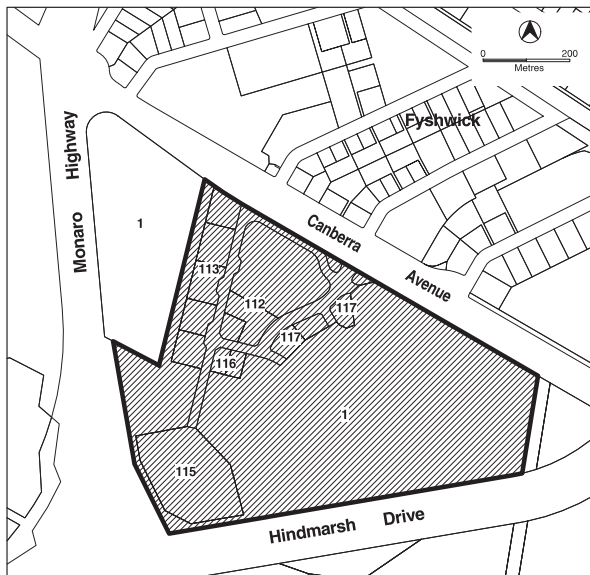 0 200
Metres
Fyshwick
Monaro Highway
1
Canberra Avenue
113
112
117
117
116
1
115
Hindmarsh Drive